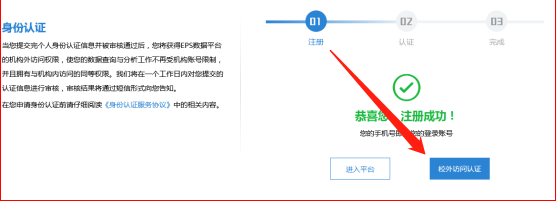 身份认证
当您提交完个人身份认证信息并被审核通过后，您将获得EPS数据平台
的机构外访问权限，使您的数据查询与分析工作不再受机构账号限制，
并且拥有与机构内访问的同等权限。我们将在一个工作日内对您提交的
认证信息进行审核，审核结果将通过短信形式向您告知。
在您申请身份认证前请仔细阅读《身份认证服务协议》中的相关内容。
01 02 03
注册 认证 完成
恭喜您 注册成功！
您的手机号即 您的登录账号
进入平台 校外访问认证